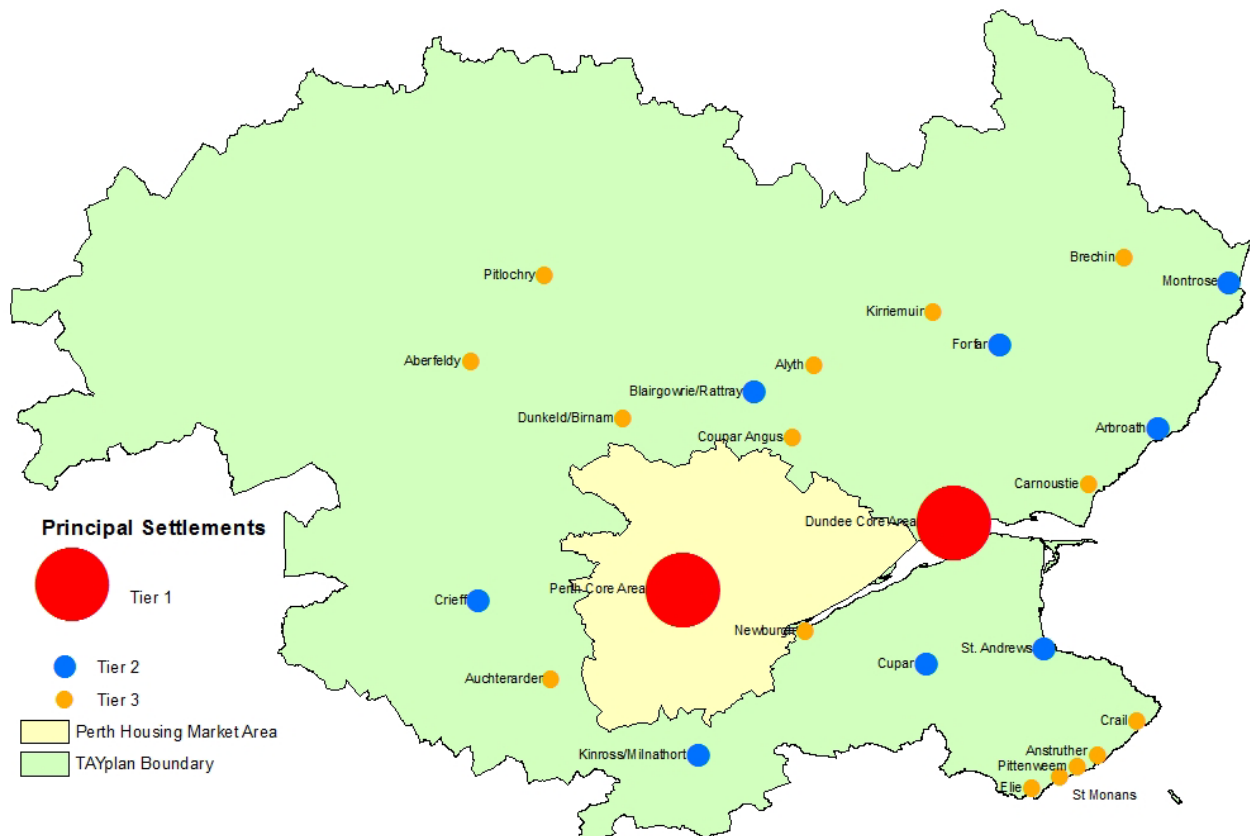 Brechin
Pitlochry
Montrose
Kirriemuir
Forfar
Aberfeldy
Alyth
Blairgowrie/Rattray
Dunkeld/Birnam
Arbroath
Coupar Angus
Carnoustie
Dundee Core Area
Principal Settlements
Tier 1
Perth Core Area
Crieff
Newburgh
St. Andrews
Cupar
Tier 2
Auchterarder
Tier 3
Crail
Perth Housing Market Area
Kinross/Milnathort
Anstruther
TAYplan Boundary
Pittenweem
Elie
St Monans